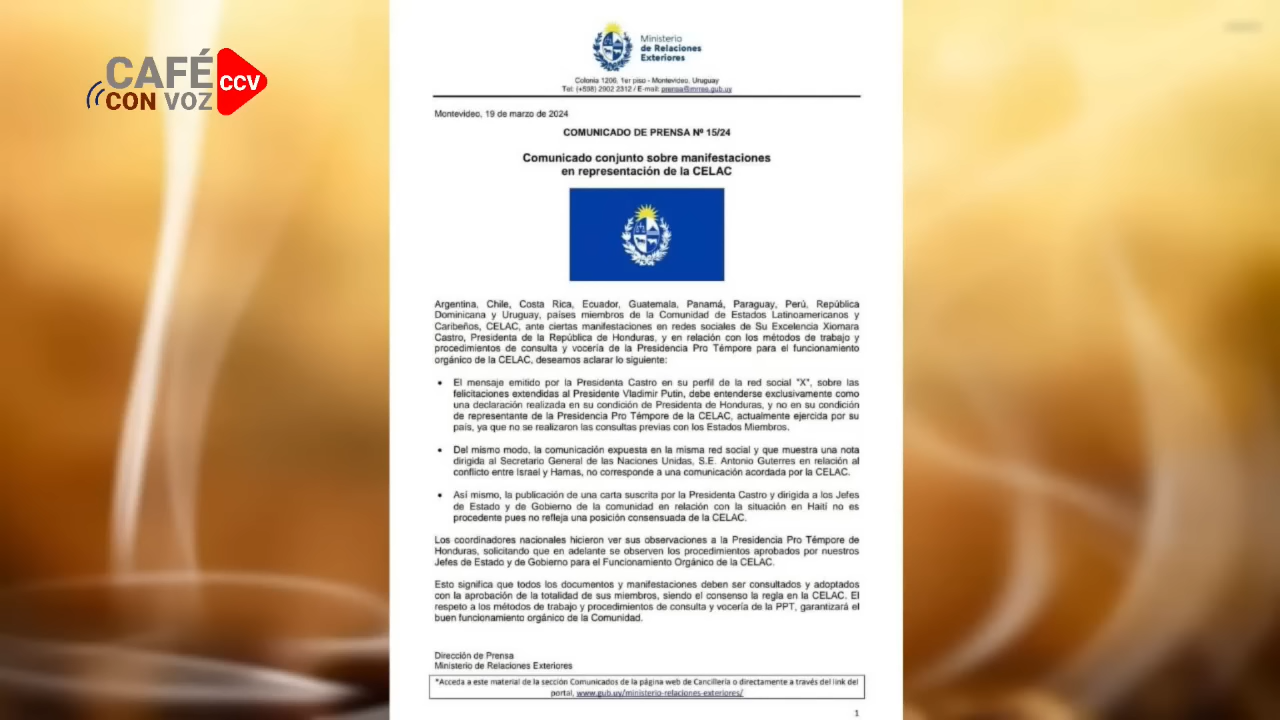 CAFÉ
CON VOZ
CCV
Ministerio
de Relaciones
Exteriores
Colonia 1206, 1er piso - Montevideo, Uruguay
Tel. (+598) 2902 2312 / E-mail: prensa@mrree.gub.uy
Montevideo, 19 de marzo de 2024
COMUNICADO DE PRENSA Nº 15/24
Comunicado conjunto sobre manifestaciones
en representación de la CELAC
Argentina, Chile, Costa Rica, Ecuador, Guatemala, Panamá, Paraguay, Perú, República
Dominicana y Uruguay, países miembros de la Comunidad de Estados Latinoamericanos y
Caribeños, CELAC, ante ciertas manifestaciones en redes sociales de Su Excelencia Xiomara
Castro, Presidenta de la República de Honduras, y en relación con los métodos de trabajo y
procedimientos de consulta y vocería de la Presidencia Pro Témpore para el funcionamiento
orgánico de la CELAC, deseamos aclarar lo siguiente:
• El mensaje emitido por la Presidenta Castro en su perfil de la red social "X", sobre las
felicitaciones extendidas al Presidente Vladimir Putin, debe entenderse exclusivamente como
una declaración realizada en su condición de Presidenta de Honduras, y no en su condición
de representante de la Presidencia Pro Témpore de la CELAC, actualmente ejercida por su
país, ya que no se realizaron las consultas previas con los Estados Miembros.
• Del mismo modo, la comunicación expuesta en la misma red social y que muestra una nota
dirigida al Secretario General de las Naciones Unidas, S.E. Antonio Guterres en relación al
conflicto entre Israel y Hamas, no corresponde a una comunicación acordada por la CELAC.
• Así mismo, la publicación de una carta suscrita por la Presidenta Castro y dirigida a los Jefes
de Estado y de Gobierno de la comunidad en relación con la situación en Haití no es
procedente pues no refleja una posición consensuada de la CELAC.
Los coordinadores nacionales hicieron ver sus observaciones a la Presidencia Pro Témpore de
Honduras, solicitando que en adelante se observen los procedimientos aprobados por nuestros
Jefes de Estado y de Gobierno para el Funcionamiento Orgánico de la CELAC.
Esto significa que todos los documentos y manifestaciones deben ser consultados y adoptados
con la aprobación de la totalidad de sus miembros, siendo el consenso la regla en la CELAC. El
respeto a los métodos de trabajo y procedimientos de consulta y vocería de la PPT, garantizará el
buen funcionamiento orgánico de la Comunidad.
Dirección de Prensa
Ministerio de Relaciones Exteriores
*Acceda a este material de la sección Comunicados de la página web de Cancillería o directamente a través del link del
portal, www.gub.uy/ministerio-relaciones-exteriores/
1